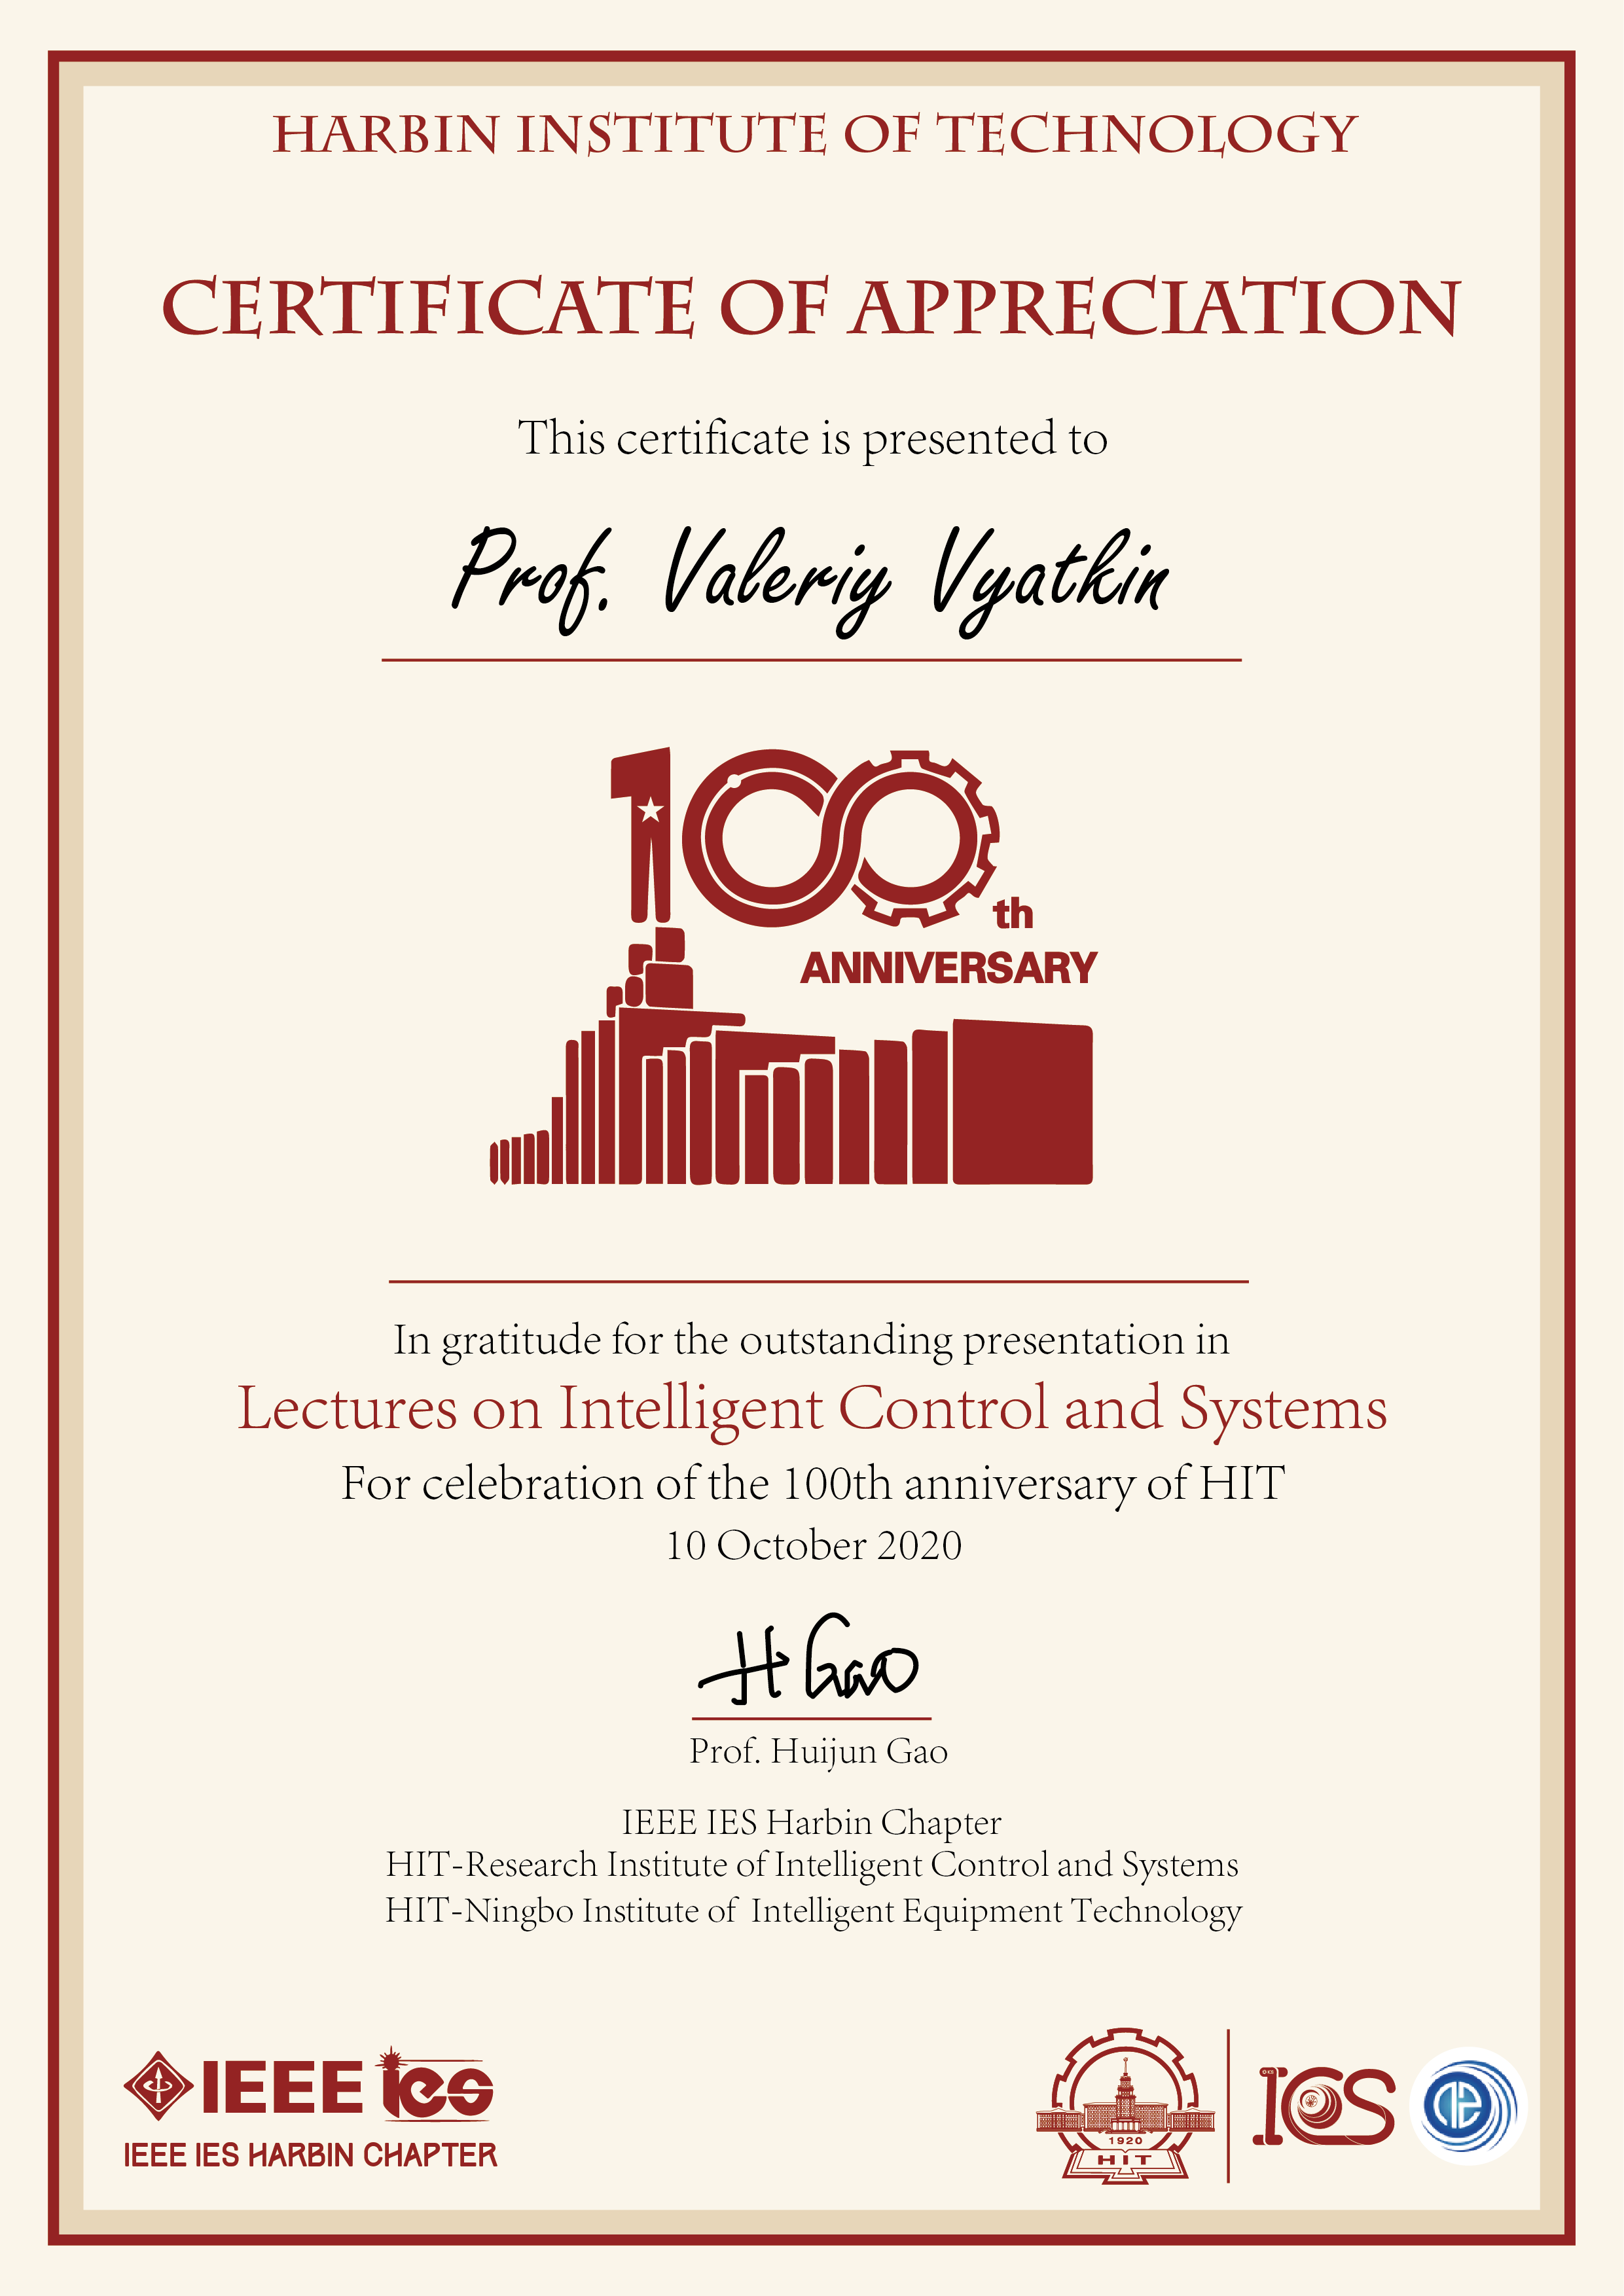 HARBIN INSTITUTE OF TECHNOLOGY
CERTIFICATE OF APPRECIATION
This certificate is presented to
Prof. Valeriy Vyatkin
100th
ANNIVERSARY
In gratitude for the outstanding presentation in
Lectures on Intelligent Control and Systems
For celebration of the 100th anniversary of HIT
10 October 2020
H Gao
Prof. Huijun Gao
IEEE IES Harbin Chapter
HIT-Research Institute of Intelligent Control and Systems
HIT-Ningbo Institute of Intelligent Equipment Technology
IEEE ies
IEEE IES HARBIN CHAPTER
1920
HIT
ICS